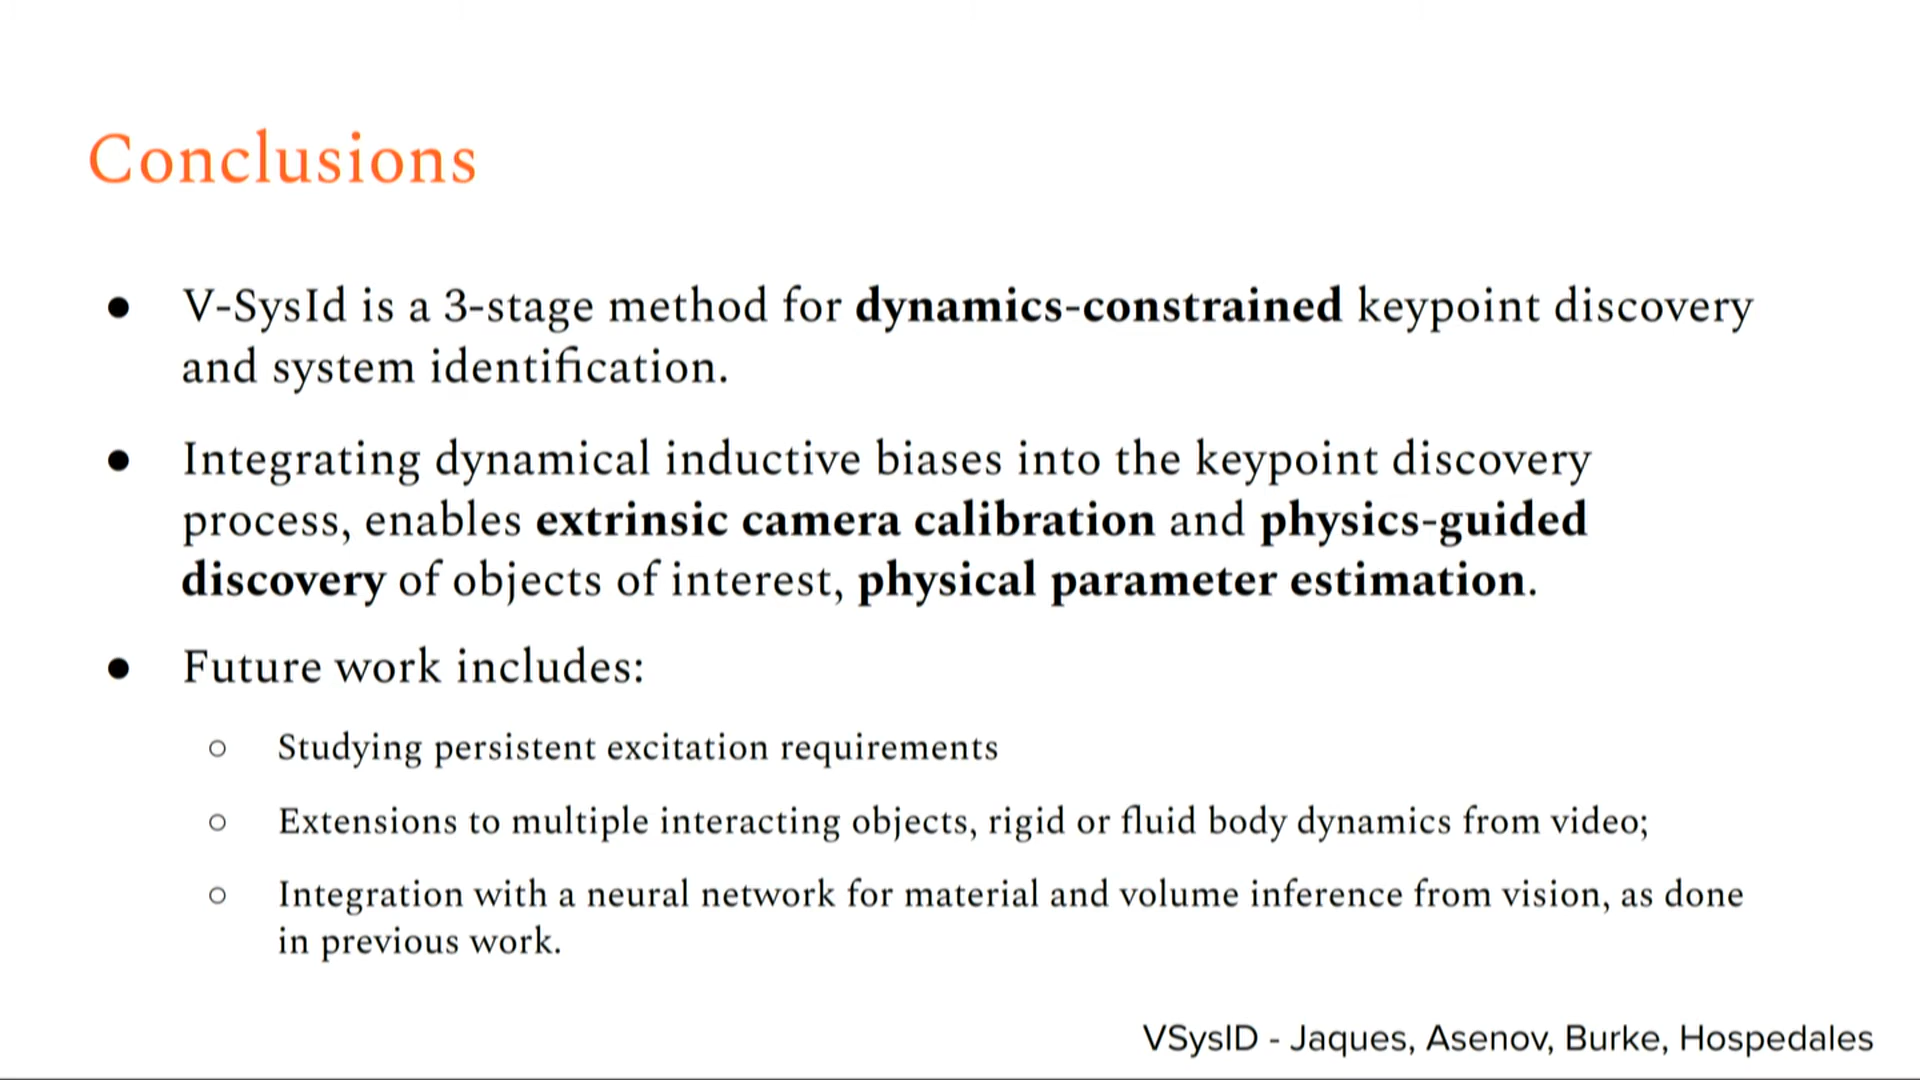 Conclusions
● V-SysId is a 3-stage method for dynamics-constrained keypoint discovery
and system identification.
● Integrating dynamical inductive biases into the keypoint discovery
process, enables extrinsic camera calibration and physics-guided
discovery of objects of interest, physical parameter estimation.
● Future work includes:
○ Studying persistent excitation requirements
○ Extensions to multiple interacting objects, rigid or fluid body dynamics from video;
○ Integration with a neural network for material and volume inference from vision, as done
in previous work.
VSysID - Jaques, Asenov, Burke, Hospedales